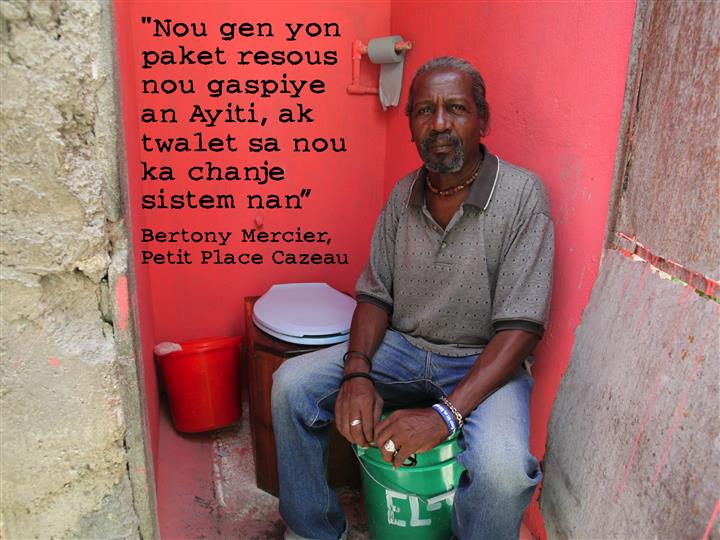 "Nou gen yon
paket resous
nou gaspiye
an Ayiti, ak
twalet sa nou
ka chanje
sistem nan"
Bertony Mercier,
Petit Place Cazeau